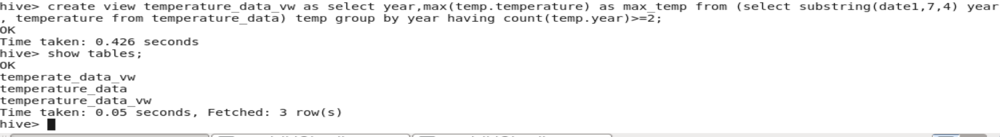 hive> create view temperature_data_vw as select year,max(temp.temperature) as max_temp from (select substring(date1,7,4) year
, temperature from temperature_data) temp group by year having count(temp.year)>=2;
OK
Time taken: 0.426 seconds
hive> show tables;
OK
temperate_data_vw
temperature_data
temperature_data_vw
Time taken: 0.05 seconds, Fetched: 3 row(s)
hive>